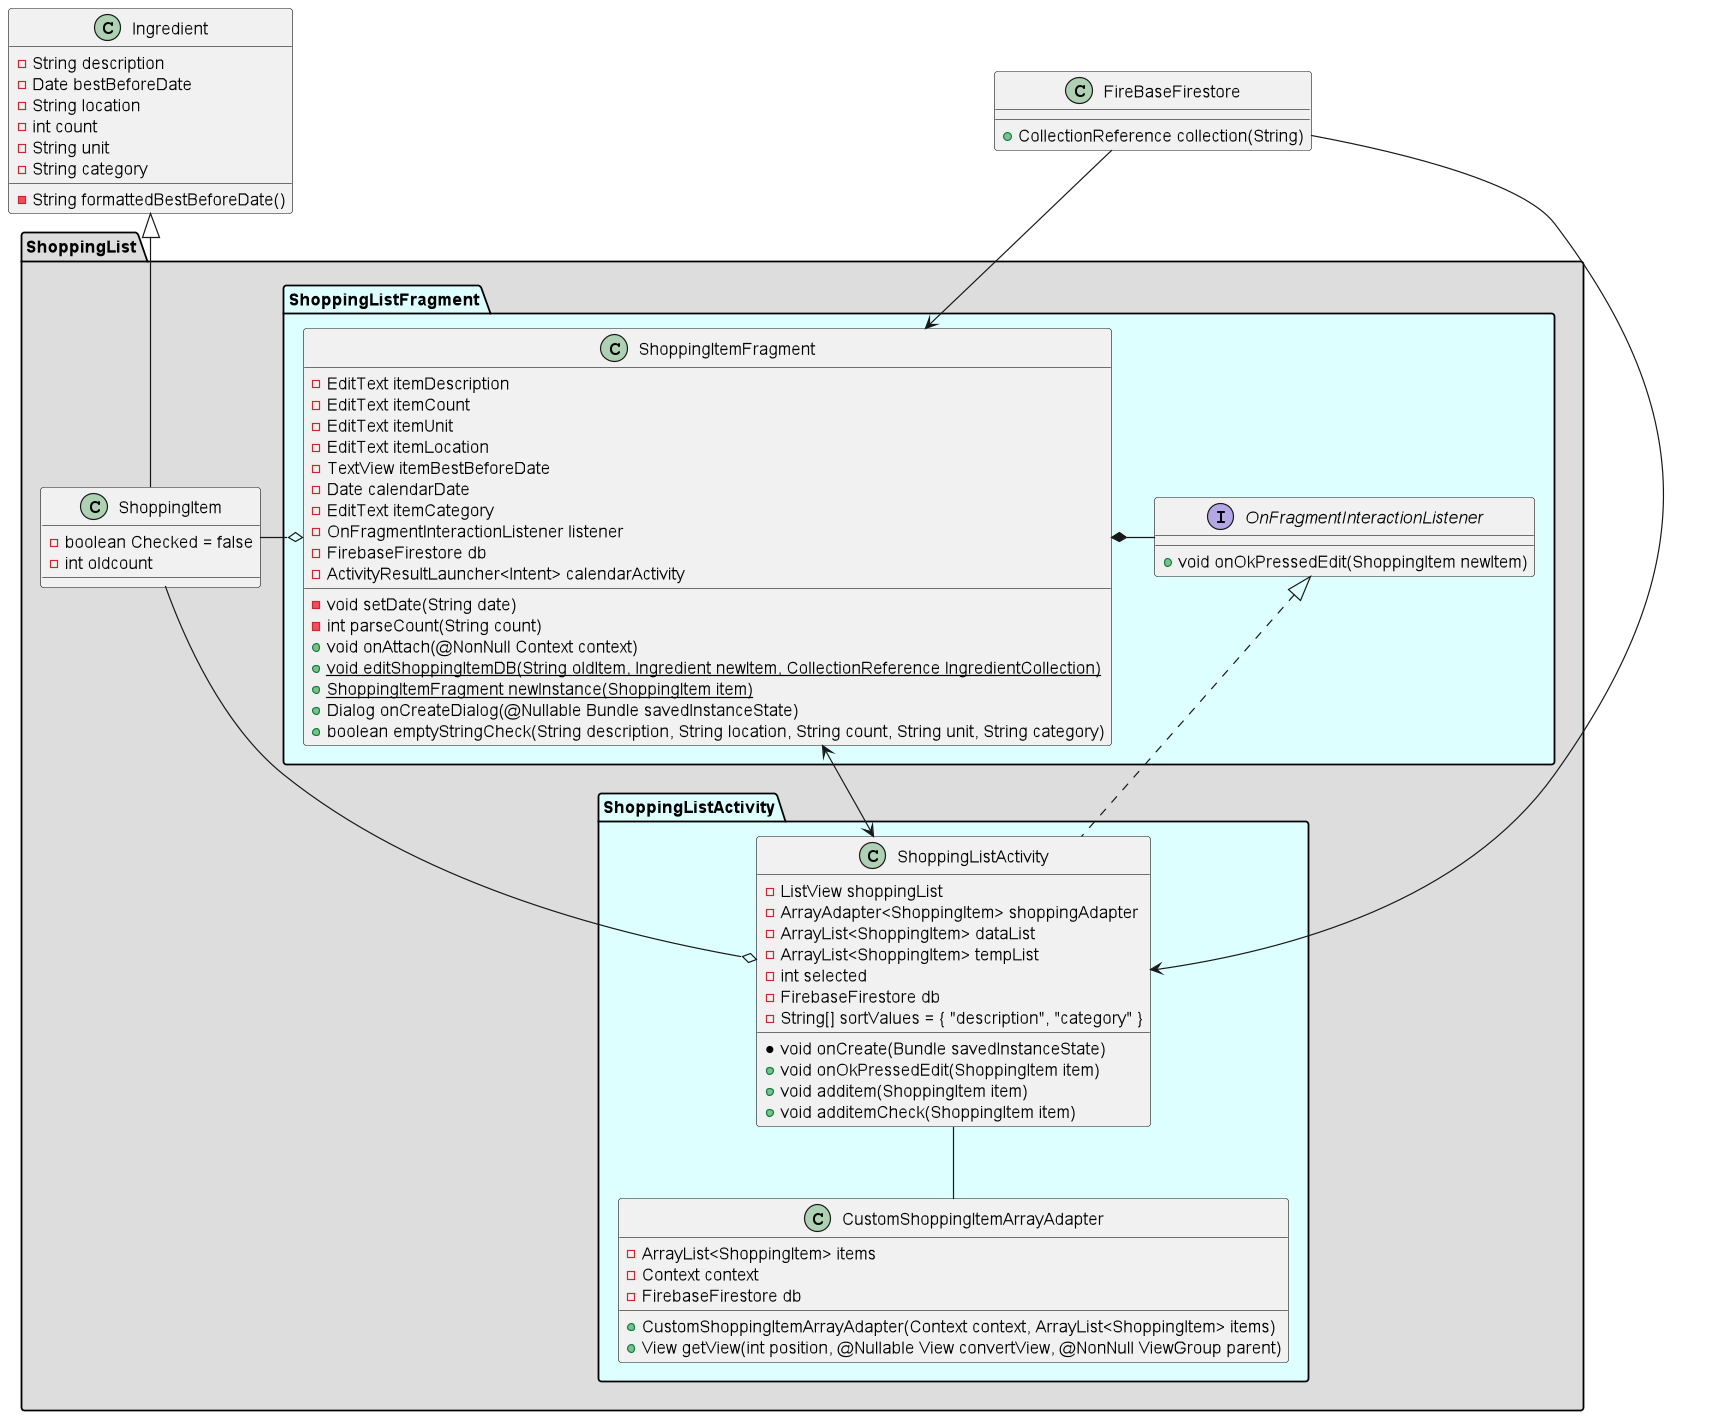 C Ingredient
String description
Date bestBeforeDate
String location
int count
String unit
String category
String formattedBestBeforeDate()
C FireBaseFirestore
CollectionReference collection(String)
ShoppingList
ShoppingListFragment
C ShoppingItemFragment
EditText itemDescription
EditText itemCount
EditText itemUnit
EditText itemLocation
TextView itemBestBeforeDate
Date calendarDate
EditText itemCategory
OnFragmentInteractionListener listener
FirebaseFirestore db
ActivityResultLauncher<Intent> calendarActivity
void setDate(String date)
int parseCount(String count)
void onAttach(@NonNull Context context)
void editShoppingItemDB(String oldItem, Ingredient newItem, CollectionReference IngredientCollection)
ShoppingItemFragment newInstance(ShoppingItem item)
Dialog onCreateDialog(@Nullable Bundle savedInstanceState)
boolean emptyStringCheck(String description, String location, String count, String unit, String category)
C ShoppingItem
boolean Checked = false
int oldcount
I OnFragmentInteractionListener
void onOkPressedEdit(ShoppingItem newItem)
ShoppingListActivity
C ShoppingListActivity
ListView shoppingList
ArrayAdapter<ShoppingItem> shoppingAdapter
ArrayList<ShoppingItem> dataList
ArrayList<ShoppingItem> tempList
int selected
FirebaseFirestore db
String[] sortValues = { "description", "category" }
void onCreate(Bundle savedInstanceState)
void onOkPressedEdit(ShoppingItem item)
void additem(ShoppingItem item)
void additemCheck(ShoppingItem item)
C CustomShoppingItemArrayAdapter
ArrayList<ShoppingItem> items
Context context
FirebaseFirestore db
CustomShoppingItemArrayAdapter(Context context, ArrayList<ShoppingItem> items)
View getView(int position, @Nullable View convertView, @NonNull ViewGroup parent)